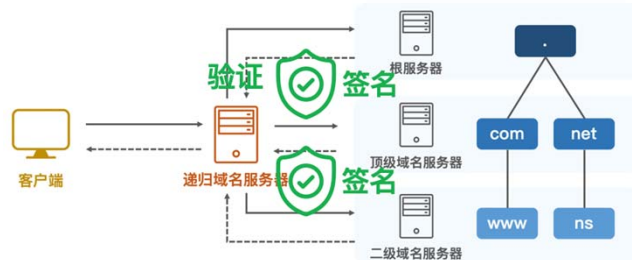 根服务器
.
验证
签名
com
net
顶级域名服务器
客户端
递归域名服务器
签名
www
ns
二级域名服务器